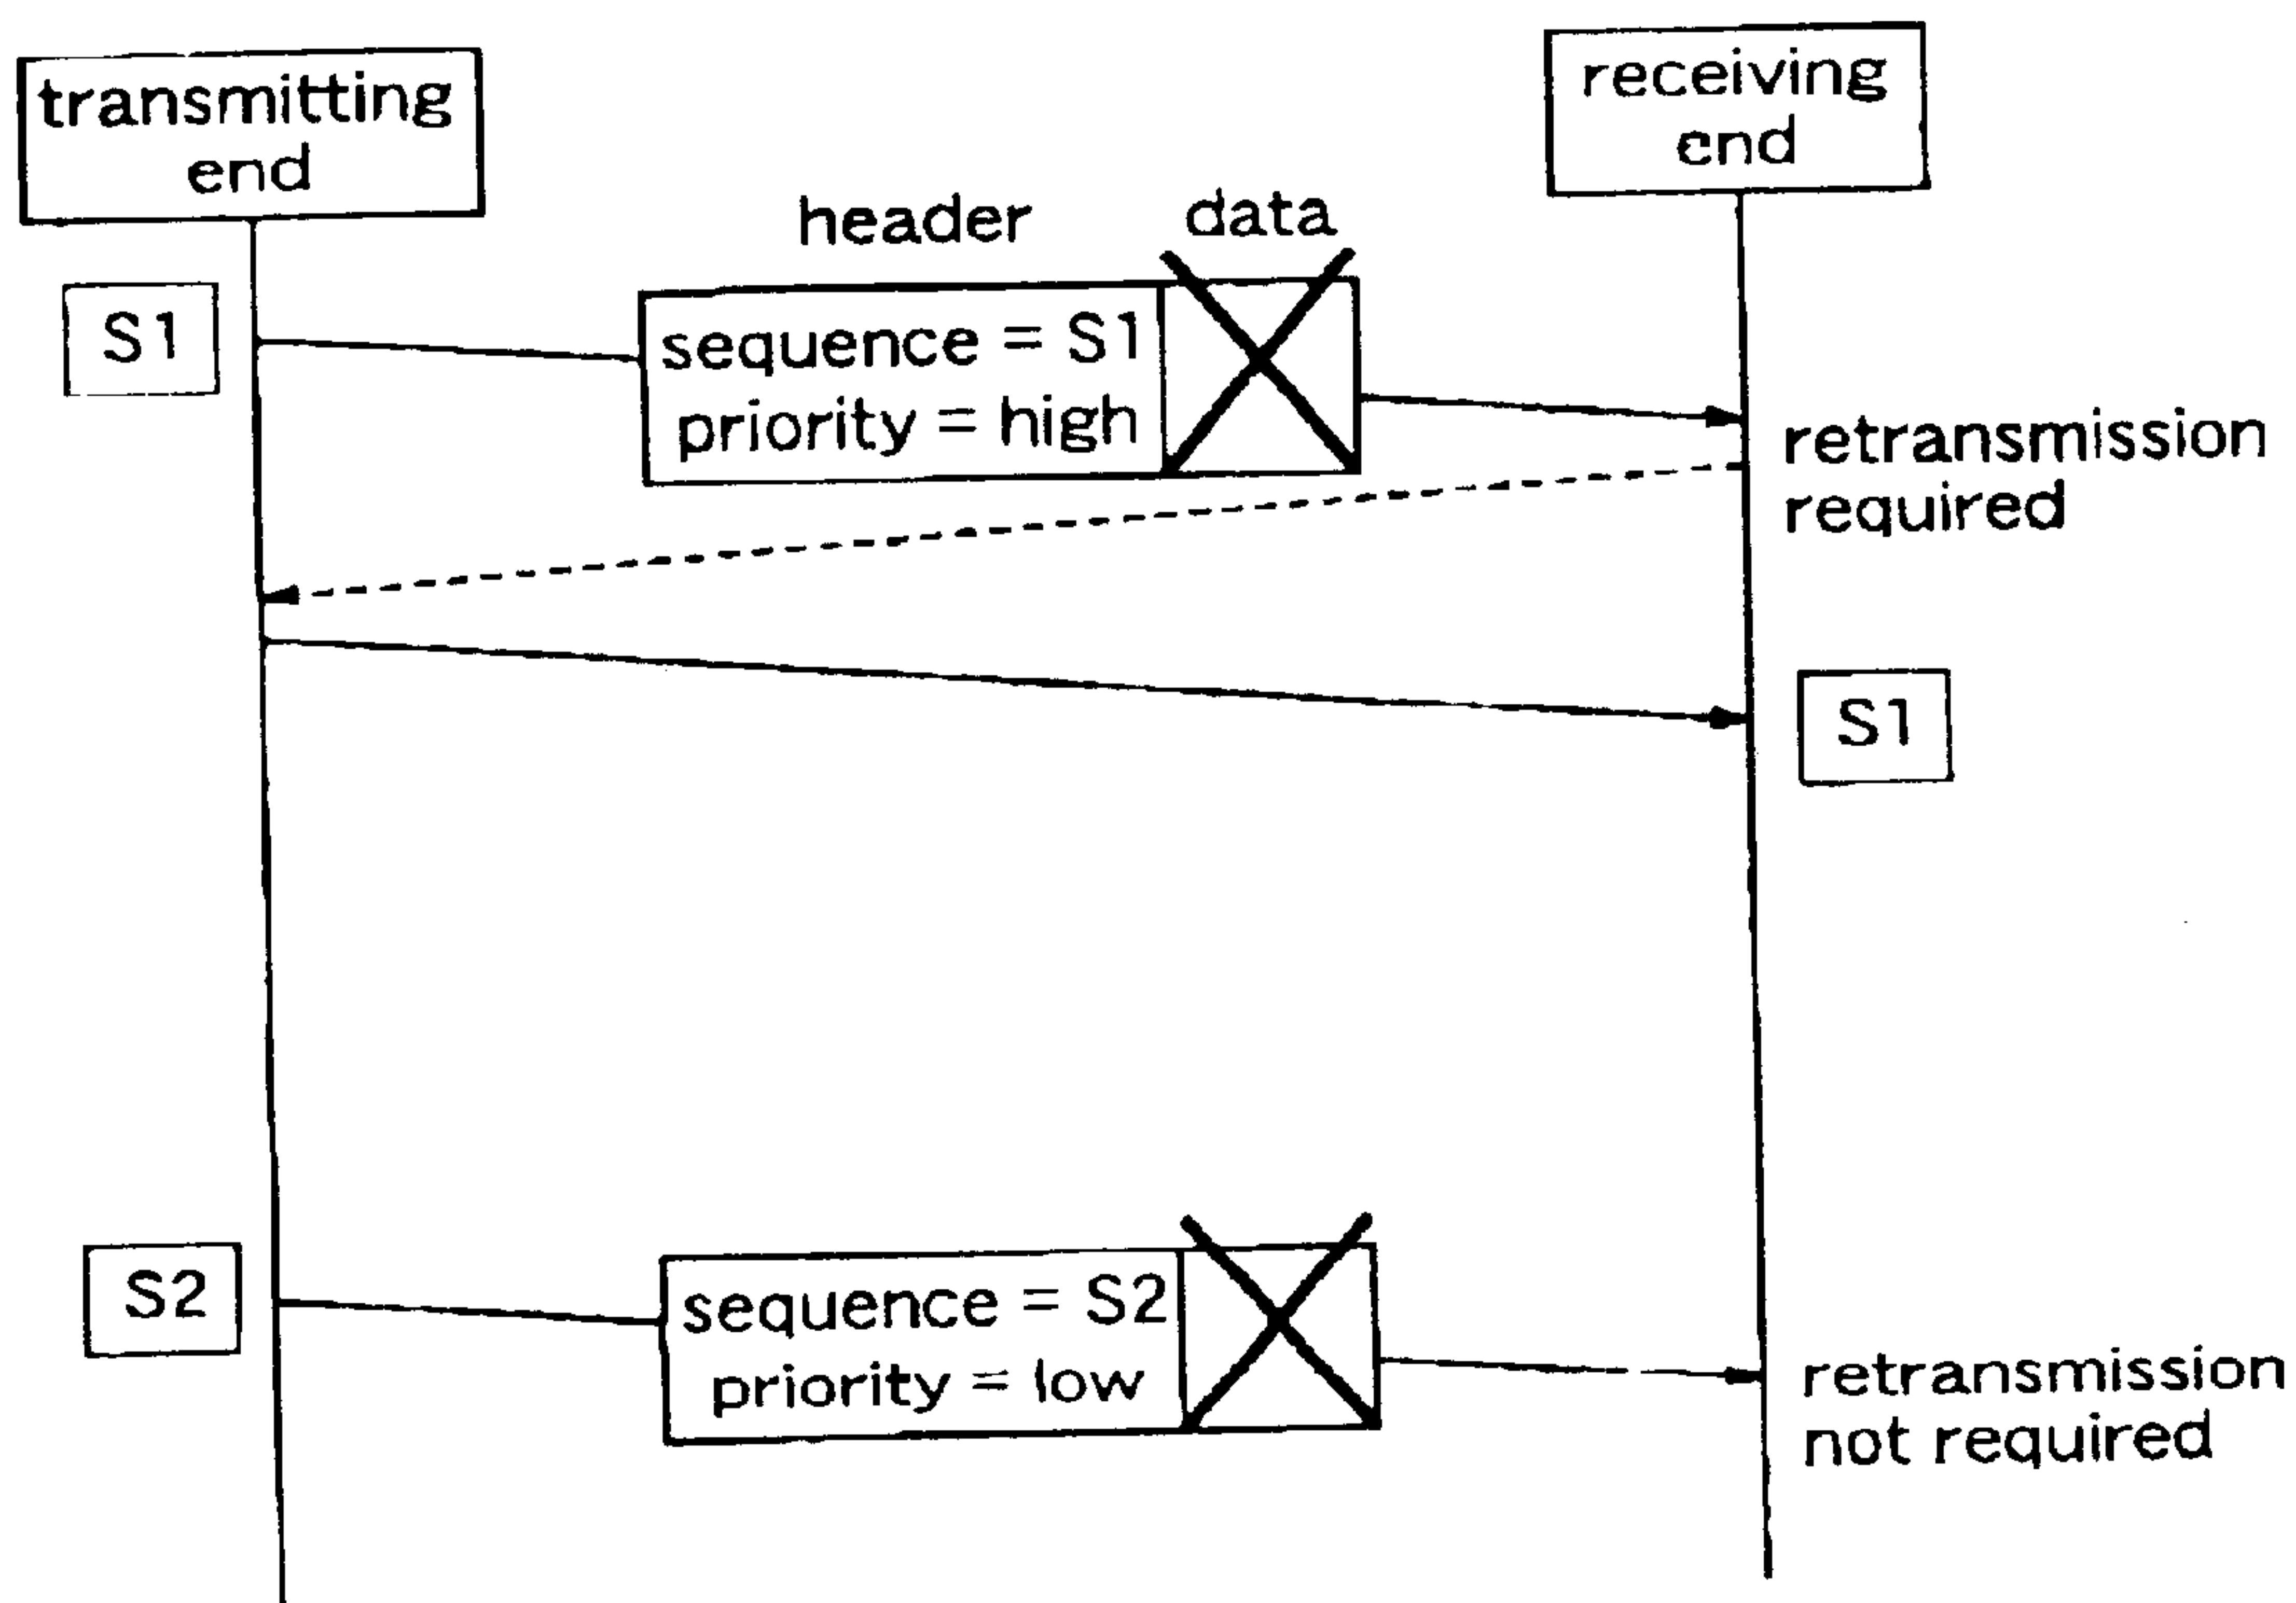 transmitting
end
receiving
end
header
data
S1
sequence = S1
priority = high
retransmission
required
S1
S2
sequence = S2
priority = low
retransmission
not required